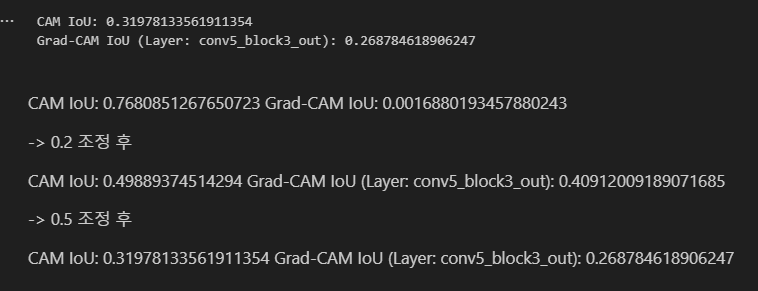 ... CAM IoU: 0.31978133561911354
Grad-CAM IoU (Layer: conv5_block3_out): 0.268784618906247
CAM IoU: 0.7680851267650723 Grad-CAM IoU: 0.0016880193457880243
-> 0.2 조정 후
CAM IoU: 0.49889374514294 Grad-CAM IoU (Layer: conv5_block3_out): 0.40912009189071685
-> 0.5 조정 후
CAM IoU: 0.31978133561911354 Grad-CAM IoU (Layer: conv5_block3_out): 0.268784618906247